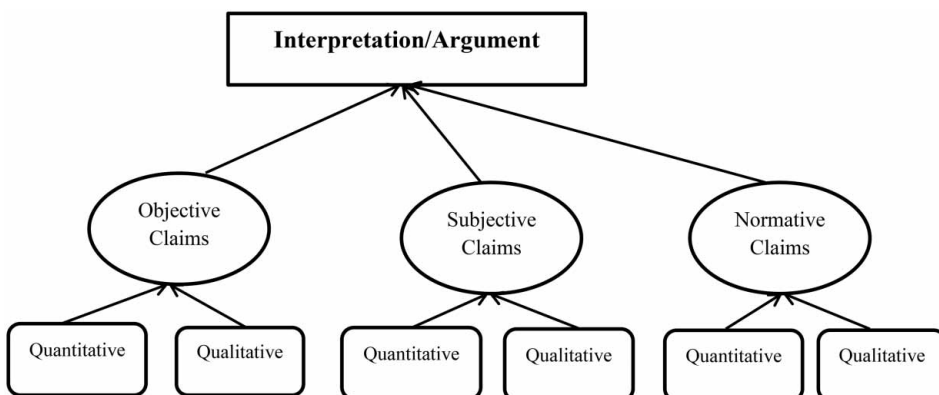 Interpretation/Argument
Objective
Claims
Subjective
Claims
Normative
Claims
Quantitative
Qualitative
Quantitative
Qualitative
Quantitative
Qualitative